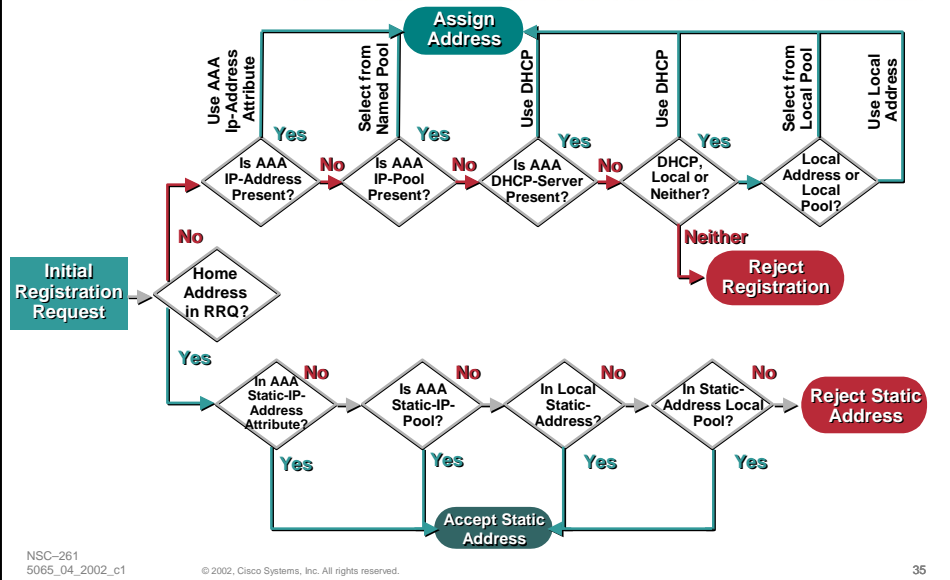 Assign
Address
Use AAA
Ip-Address
Attribute
Select from
Named Pool
Use DHCP
Use DHCP
Select from
Local Pool
Use Local
Address
Yes
Yes
Yes
Yes
Is AAA
IP-Address
Present?
No
Is AAA
IP-Pool
Present?
No
Is AAA
DHCP-Server
Present?
No
DHCP,
Local or
Neither?
Local
Address or
Local
Pool?
No
Neither
Reject
Registration
Initial
Registration
Request
Home
Address
in RRQ?
Yes
In AAA
Static-IP-
Address
Attribute?
No
Is AAA
Static-IP-
Pool?
No
In Local
Static-
Address?
No
In Static-
Address Local
Pool?
No
Reject Static
Address
Yes
Yes
Yes
Yes
Accept Static
Address
NSC–261
5065_04_2002_c1
© 2002, Cisco Systems, Inc. All rights reserved.
35